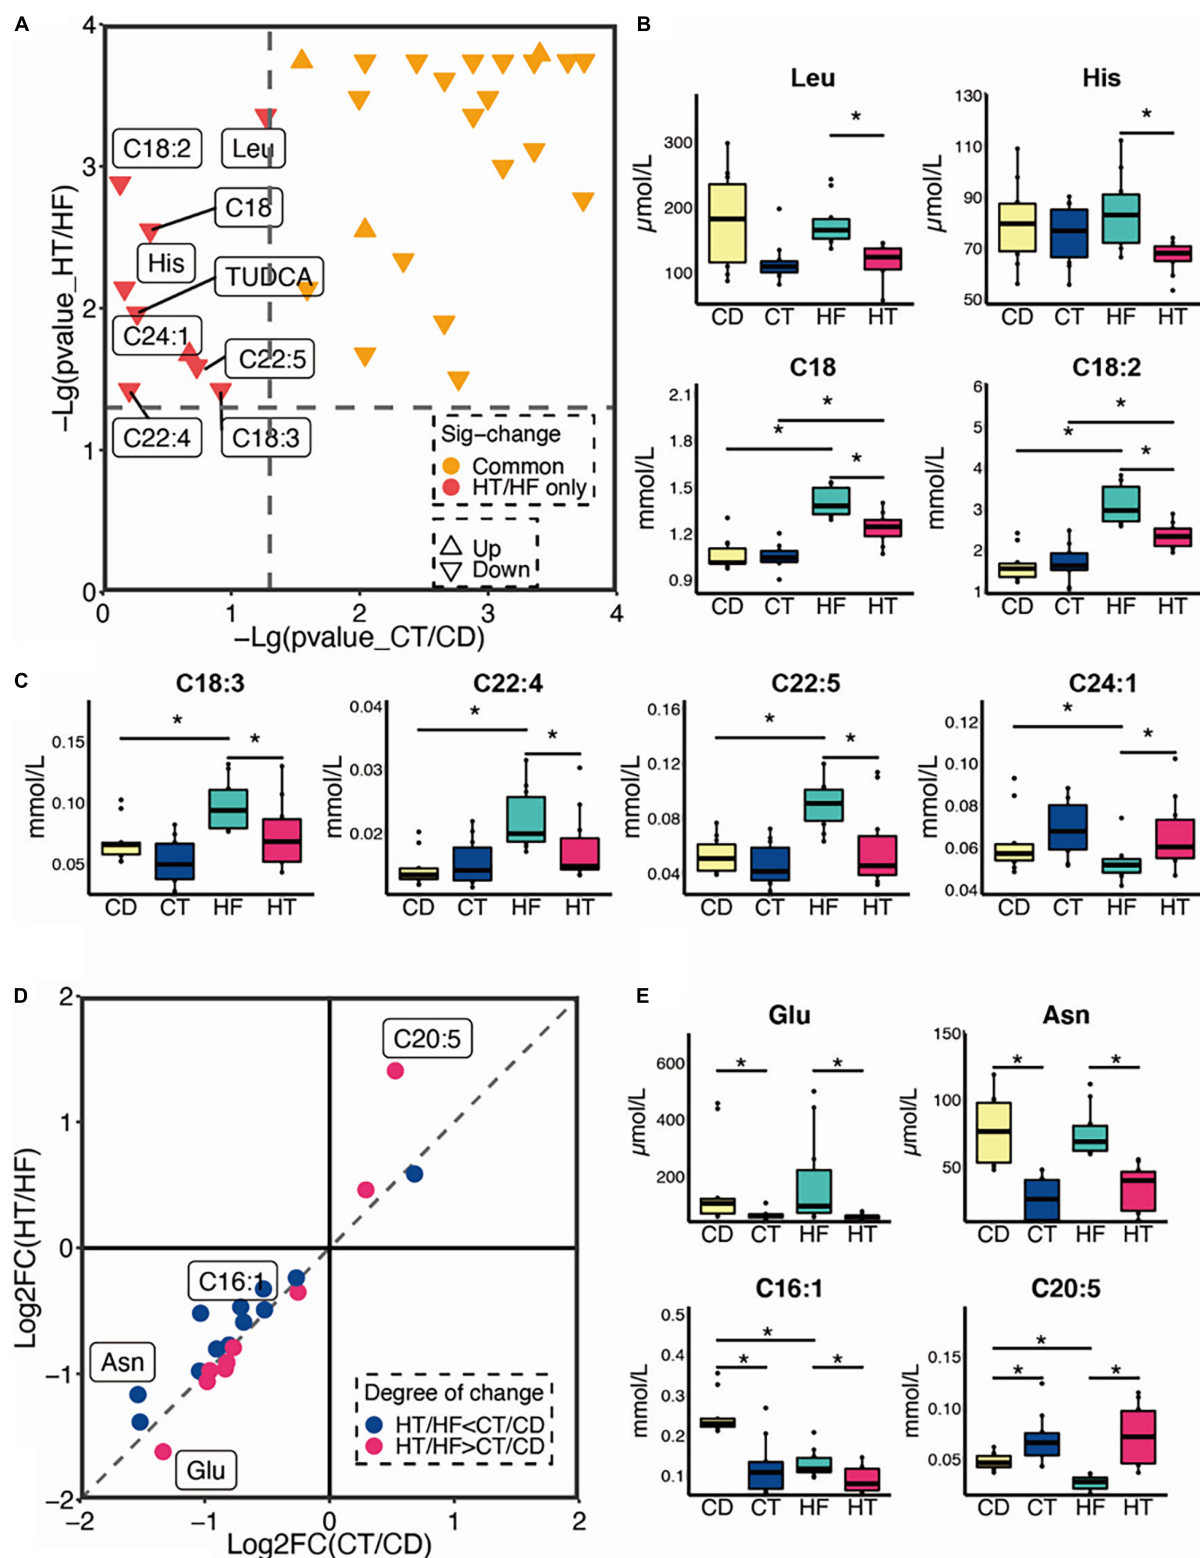 A
4
3
2
1
0
0
1
2
3
4
−Lg(pvalue_HT/HF)
−Lg(pvalue_CT/CD)
C18:2
Leu
C18
His
TUDCA
C24:1
C22:5
C22:4
C18:3
Sig−change
Common
HT/HF only
Up
Down
B
Leu
µmol/L
300
200
100
*
CD CT HF HT
His
µmol/L
130
110
90
70
50
*
CD CT HF HT
C18
mmol/L
2.1
1.8
1.5
1.2
0.9
*
*
*
CD CT HF HT
C18:2
mmol/L
6
5
4
3
2
1
*
*
*
CD CT HF HT
C
C18:3
mmol/L
0.15
0.10
0.05
*
*
CD CT HF HT
C22:4
mmol/L
0.04
0.03
0.02
*
*
CD CT HF HT
C22:5
mmol/L
0.16
0.12
0.08
0.04
*
*
CD CT HF HT
C24:1
mmol/L
0.12
0.10
0.08
0.06
0.04
*
*
CD CT HF HT
D
2
1
0
−1
−2
−2
−1
0
1
2
Log2FC(HT/HF)
Log2FC(CT/CD)
C20:5
C16:1
Asn
Glu
Degree of change
HT/HF<CT/CD
HT/HF>CT/CD
E
Glu
µmol/L
600
400
200
* *
CD CT HF HT
Asn
µmol/L
150
100
50
* *
CD CT HF HT
C16:1
mmol/L
0.5
0.4
0.3
0.2
0.1
*
* *
CD CT HF HT
C20:5
mmol/L
0.15
0.10
0.05
*
* *
CD CT HF HT